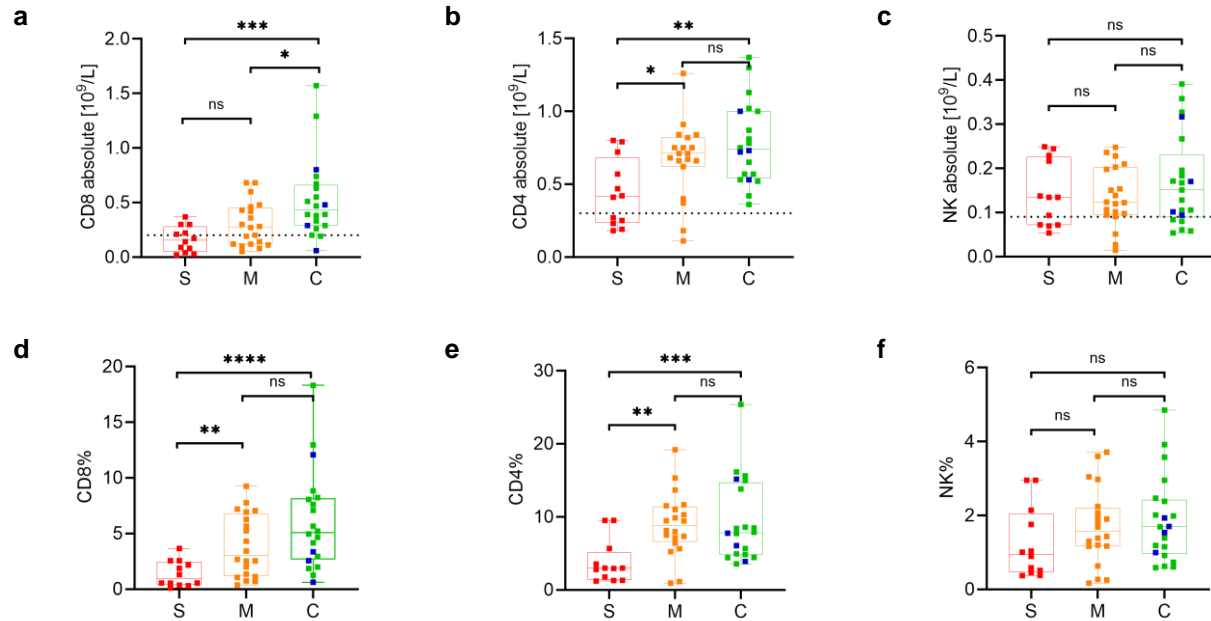 a
b
c
***
*
ns
CD8 absolute [10⁹/L]
2.0
1.5
1.0
0.5
0.0
S
M
C
**
ns
*
CD4 absolute [10⁹/L]
1.5
1.0
0.5
0.0
S
M
C
ns
ns
ns
NK absolute [10⁹/L]
0.5
0.4
0.3
0.2
0.1
0.0
S
M
C
d
e
f
****
ns
**
CD8%
20
15
10
5
0
S
M
C
***
ns
**
CD4%
30
20
10
0
S
M
C
ns
ns
ns
NK%
6
4
2
0
S
M
C